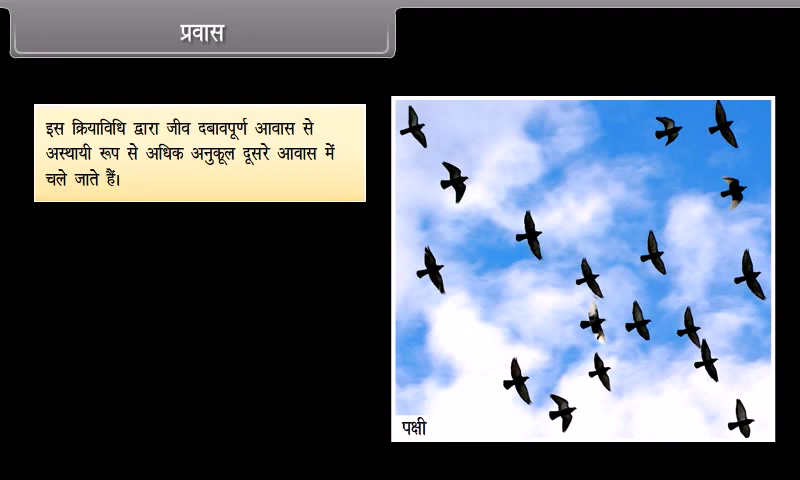 प्रवास
इस क्रियाविधि द्वारा जीव दबावपूर्ण आवास से
अस्थायी रूप से अधिक अनुकूल दूसरे आवास में
चले जाते हैं।
पक्षी